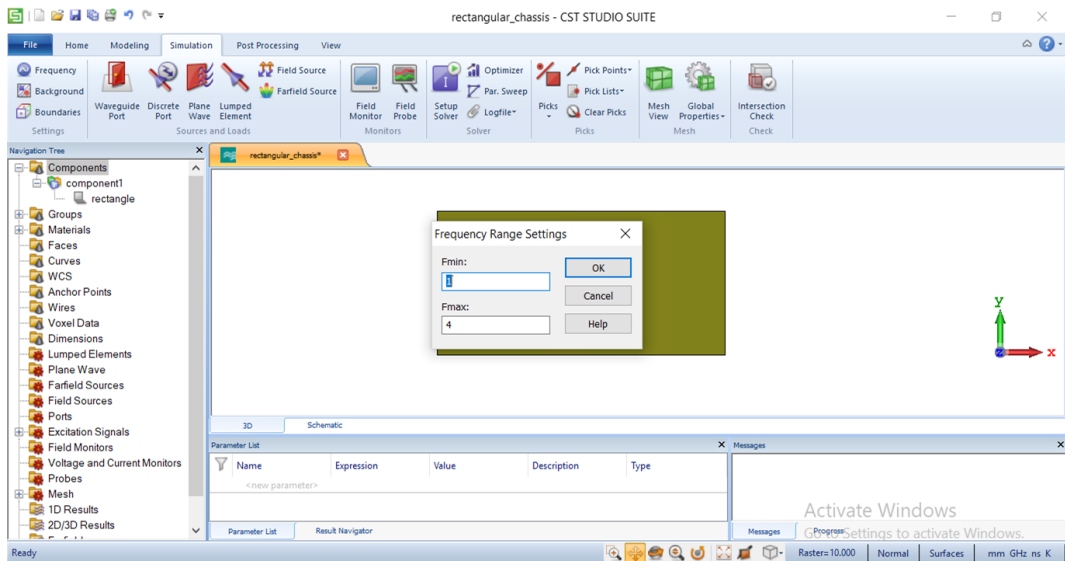 rectangular_chassis - CST STUDIO SUITE
File Home Modeling Simulation Post Processing View
Frequency
Background
Boundaries
Settings
Waveguide Port
Discrete Port
Plane Wave
Lumped Element
Field Source
Farfield Source
Sources and Loads
Field Monitor
Field Probe
Monitors
Setup Solver
Optimizer
Par. Sweep
Logfile
Solver
Picks
Pick Points
Pick Lists
Clear Picks
Picks
Mesh View
Global Properties
Mesh
Intersection Check
Check
Navigation Tree
rectangular_chassis*
Components
component1
rectangle
Groups
Materials
Faces
Curves
WCS
Anchor Points
Wires
Voxel Data
Dimensions
Lumped Elements
Plane Wave
Farfield Sources
Field Sources
Ports
Excitation Signals
Field Monitors
Voltage and Current Monitors
Probes
Mesh
1D Results
2D/3D Results
Frequency Range Settings
Fmin:
1
OK
Cancel
Fmax:
4
Help
y
x
3D Schematic
Parameter List
Name Expression Value Description Type
<new parameter>
Parameter List Result Navigator
Messages
Messages Progress
Activate Windows
Go to Settings to activate Windows.
Ready
Raster=10.000 Normal Surfaces mm GHz ns K